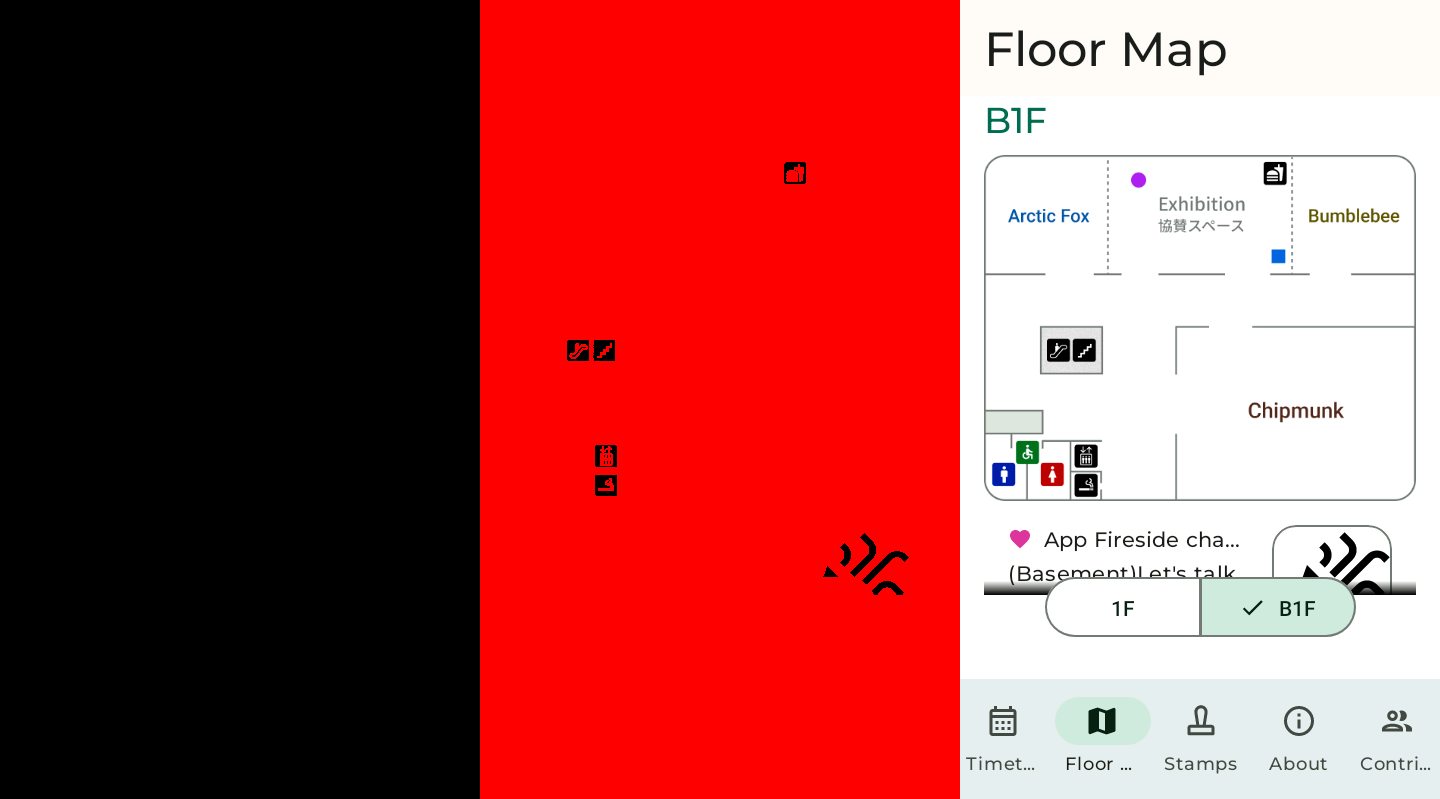 Floor Map
B1F
Exhibition
Arctic Fox
協賛スペース
Bumblebee
Chipmunk
App Fireside cha…
(Basement)Let's talk
1F
B1F
Timet…
Floor …
Stamps
About
Contri…